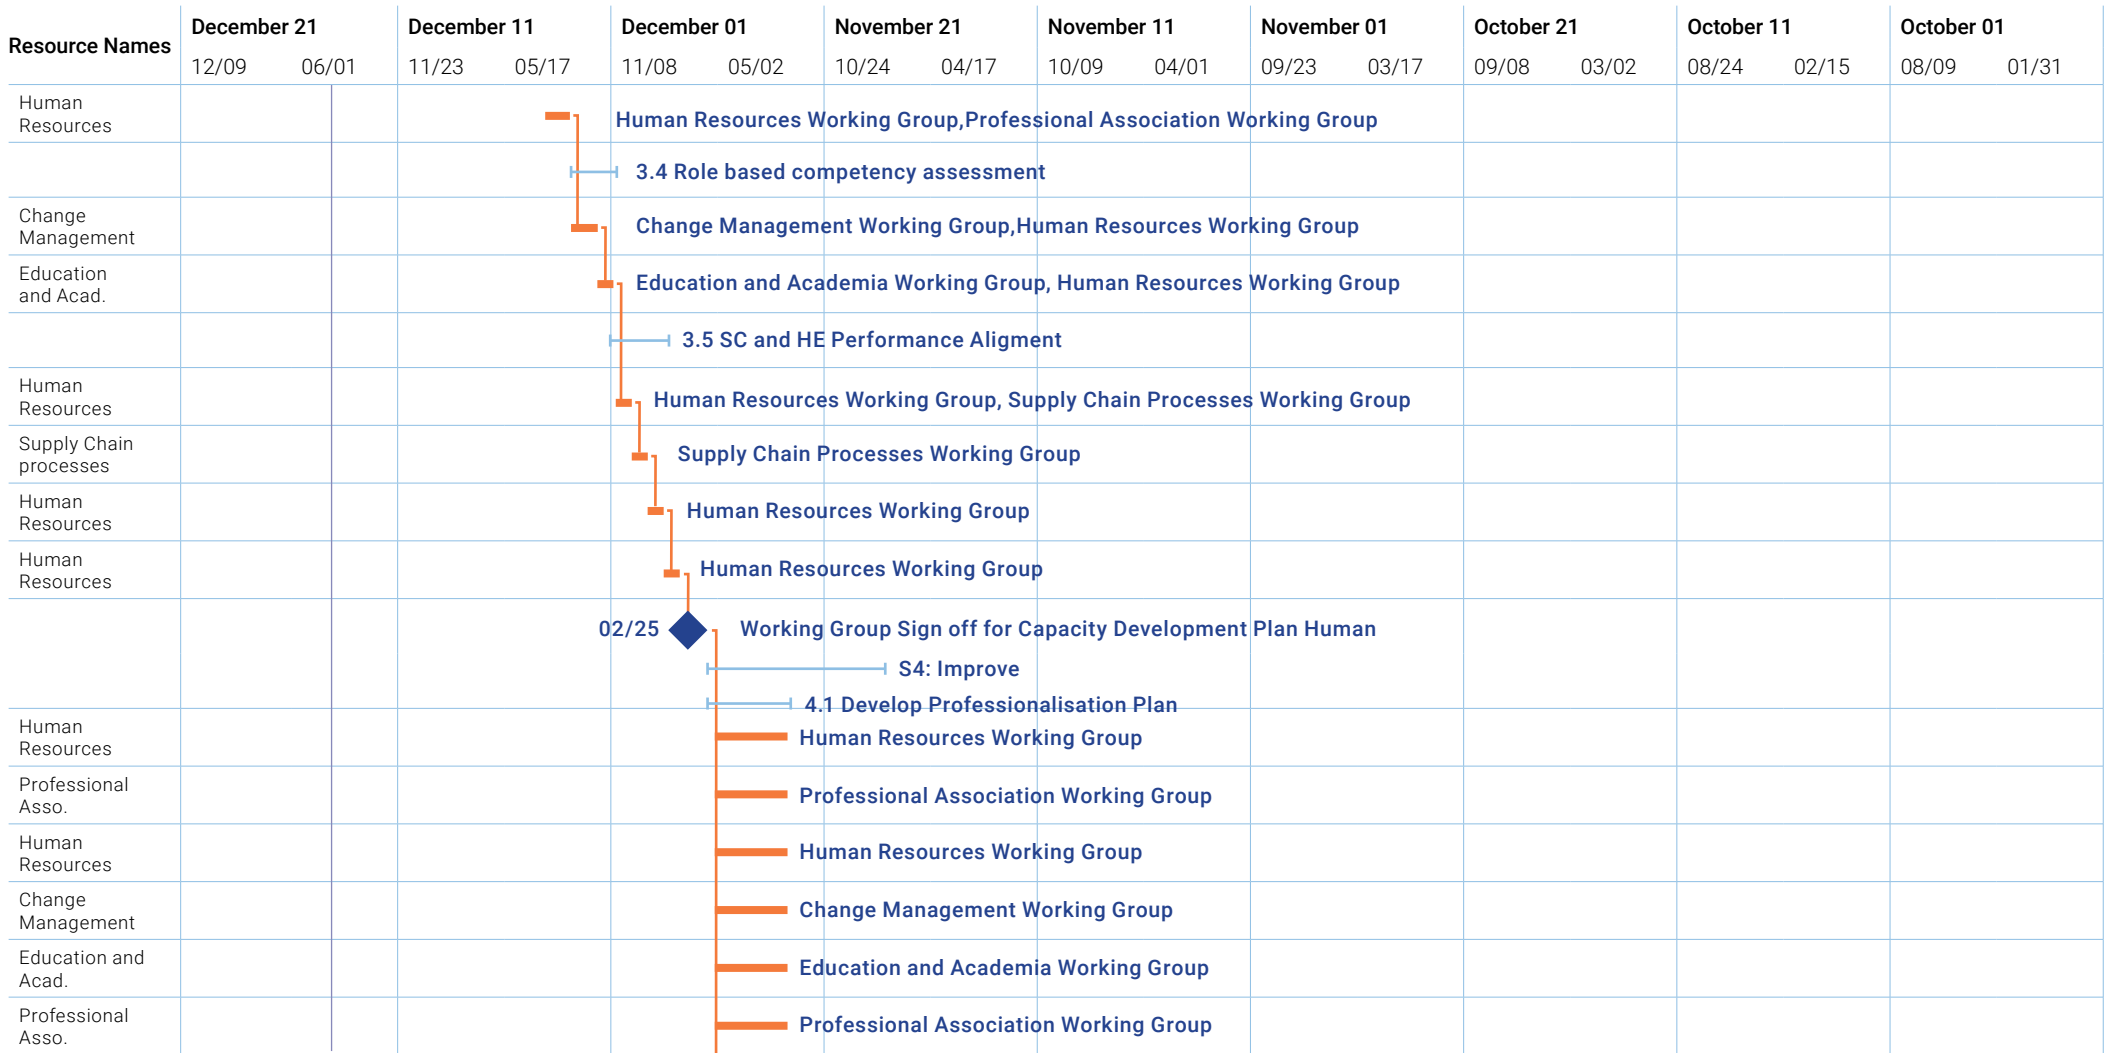 Resource Names
December 21
December 11
December 01
November 21
November 11
November 01
October 21
October 11
October 01
12/09 06/01 11/23 05/17 11/08 05/02 10/24 04/17 10/09 04/01 09/23 03/17 09/08 03/02 08/24 02/15 08/09 01/31
Human
Resources
Human Resources Working Group,Professional Association Working Group
3.4 Role based competency assessment
Change
Management
Change Management Working Group,Human Resources Working Group
Education
and Acad.
Education and Academia Working Group, Human Resources Working Group
3.5 SC and HE Performance Aligment
Human
Resources
Human Resources Working Group, Supply Chain Processes Working Group
Supply Chain
processes
Supply Chain Processes Working Group
Human
Resources
Human Resources Working Group
Human
Resources
Human Resources Working Group
02/25
Working Group Sign off for Capacity Development Plan Human
S4: Improve
4.1 Develop Professionalisation Plan
Human
Resources
Human Resources Working Group
Professional
Asso.
Professional Association Working Group
Human
Resources
Human Resources Working Group
Change
Management
Change Management Working Group
Education and
Acad.
Education and Academia Working Group
Professional
Asso.
Professional Association Working Group